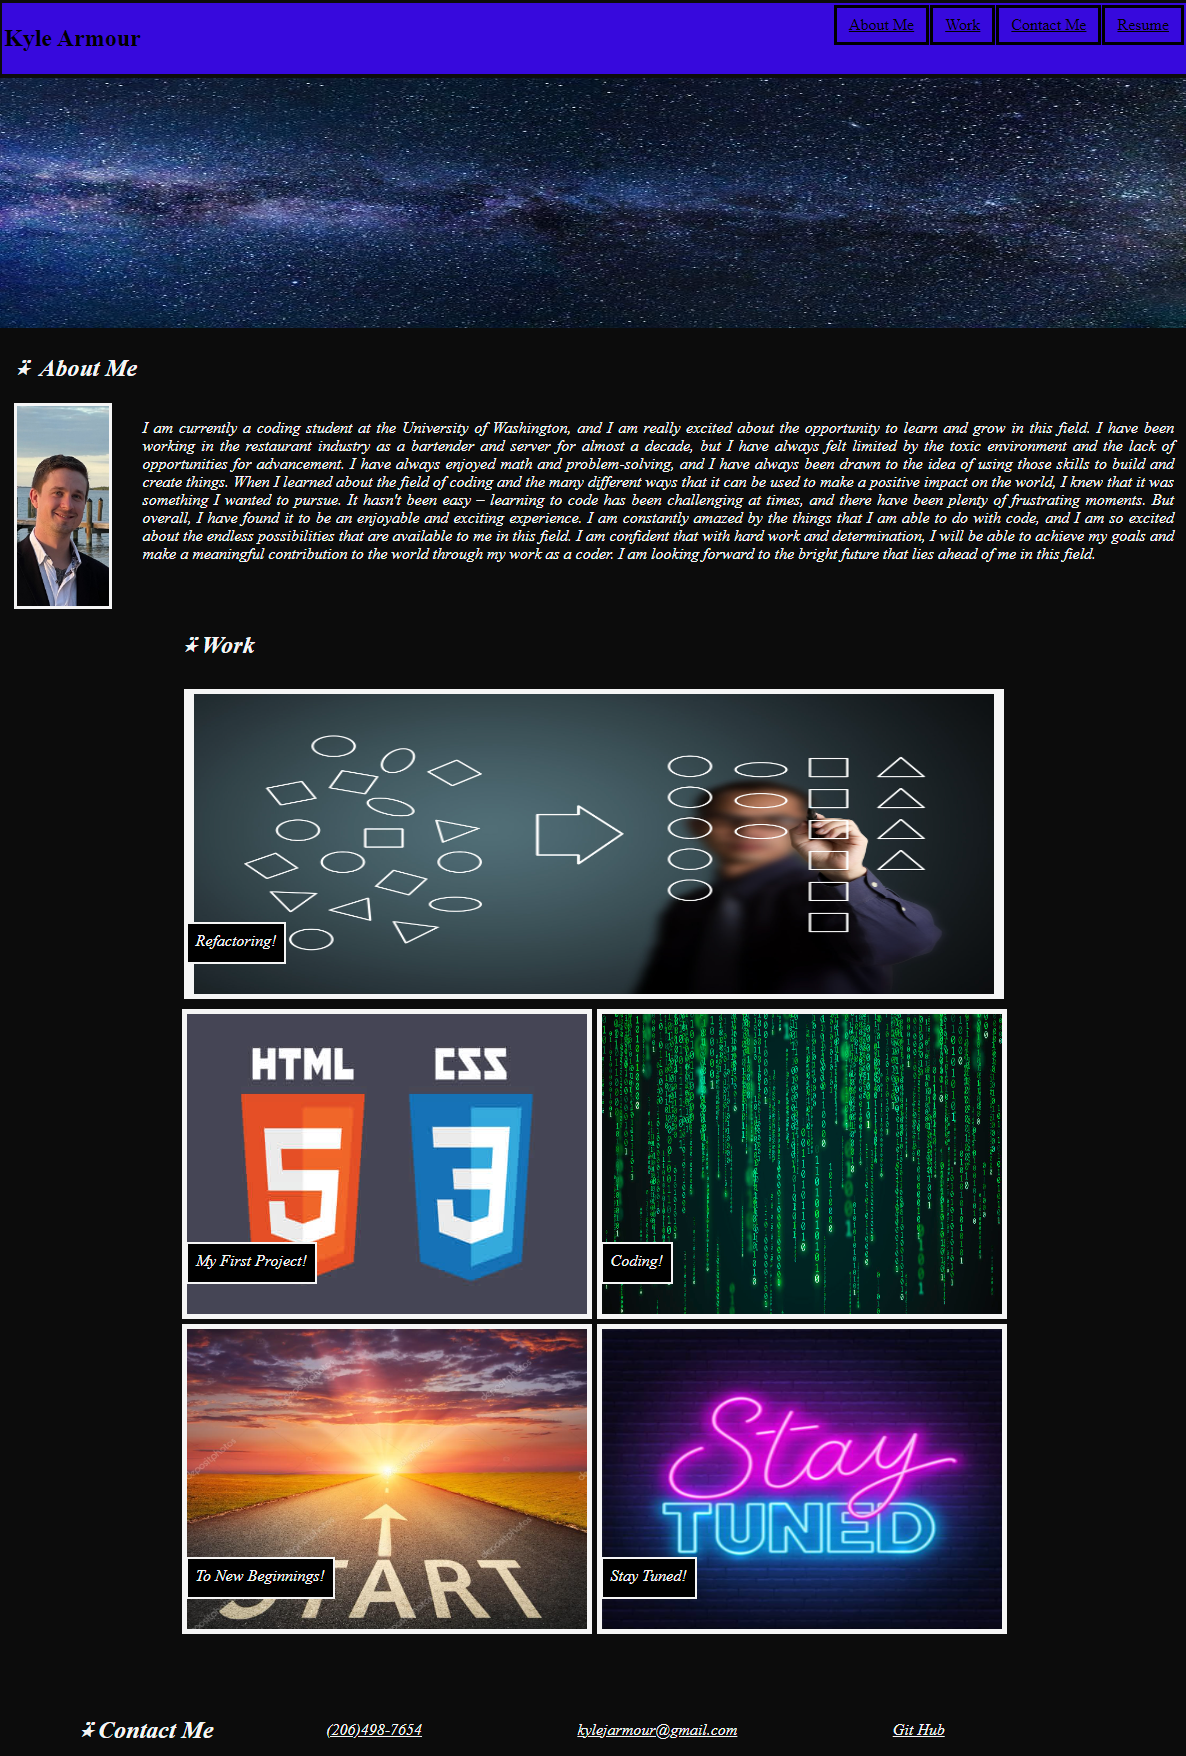 Kyle Armour
About Me
Work
Contact Me
Resume
About Me
I am currently a coding student at the University of Washington, and I am really excited about the opportunity to learn and grow in this field. I have been
working in the restaurant industry as a bartender and server for almost a decade, but I have always felt limited by the toxic environment and the lack of
opportunities for advancement. I have always enjoyed math and problem-solving, and I have always been drawn to the idea of using those skills to build and
create things. When I learned about the field of coding and the many different ways that it can be used to make a positive impact on the world, I knew that it was
something I wanted to pursue. It hasn't been easy – learning to code has been challenging at times, and there have been plenty of frustrating moments. But
overall, I have found it to be an enjoyable and exciting experience. I am constantly amazed by the things that I am able to do with code, and I am so excited
about the endless possibilities that are available to me in this field. I am confident that with hard work and determination, I will be able to achieve my goals and
make a meaningful contribution to the world through my work as a coder. I am looking forward to the bright future that lies ahead of me in this field.
Work
Refactoring!
HTML
CSS
5
3
My First Project!
Coding!
depositphotos
START
To New Beginnings!
Stay
TUNED
Stay Tuned!
Contact Me
(206)498-7654
kylejarmour@gmail.com
Git Hub